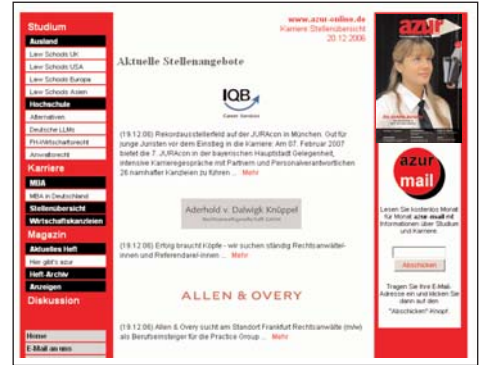 Studium
Ausland
Law Schools UK
Law Schools USA
Law Schools Europa
Law Schools Asien
Hochschule
Alternativen
Deutsche LLMs
FH-Wirtschaftsrecht
Anwaltsrecht
Karriere
MBA
MBA in Deutschland
Stellenübersicht
Wirtschaftskanzleien
Magazin
Aktuelles Heft
Hier gibt's azur
Heft-Archiv
Anzeigen
Diskussion
Home
E-Mail an uns
www.azur-online.de
Karriere Stellenübersicht
20.12.2006
Aktuelle Stellenangebote
IQB
Career Services
(19.12.06) Rekordausstellerfeld auf der JURAcon in München. Gut für
junge Juristen vor dem Einstieg in die Karriere: Am 07. Februar 2007
bietet die 7. JURAcon in der bayerischen Hauptstadt Gelegenheit,
intensive Karrieregespräche mit Partnern und Personalverantwortlichen
26 namhafter Kanzleien zu führen ... Mehr
Aderhold v. Dalwigk Knüppel
(19.12.06) Erfolg braucht Köpfe - wir suchen ständig Rechtsanwälte/-
innen und Referendare/-innen ... Mehr
ALLEN & OVERY
(19.12.06) Allen & Overy sucht am Standort Frankfurt Rechtsanwälte (m/w)
als Berufseinsteiger für die Practice Group ... Mehr
azur
azur
mail
Lesen Sie kostenlos Monat
für Monat azur-mail mit
Informationen über Studium
und Karriere.
Abschicken
Tragen Sie Ihre E-Mail-
Adresse ein und klicken Sie
dann auf den
"Abschicken"-Knopf.